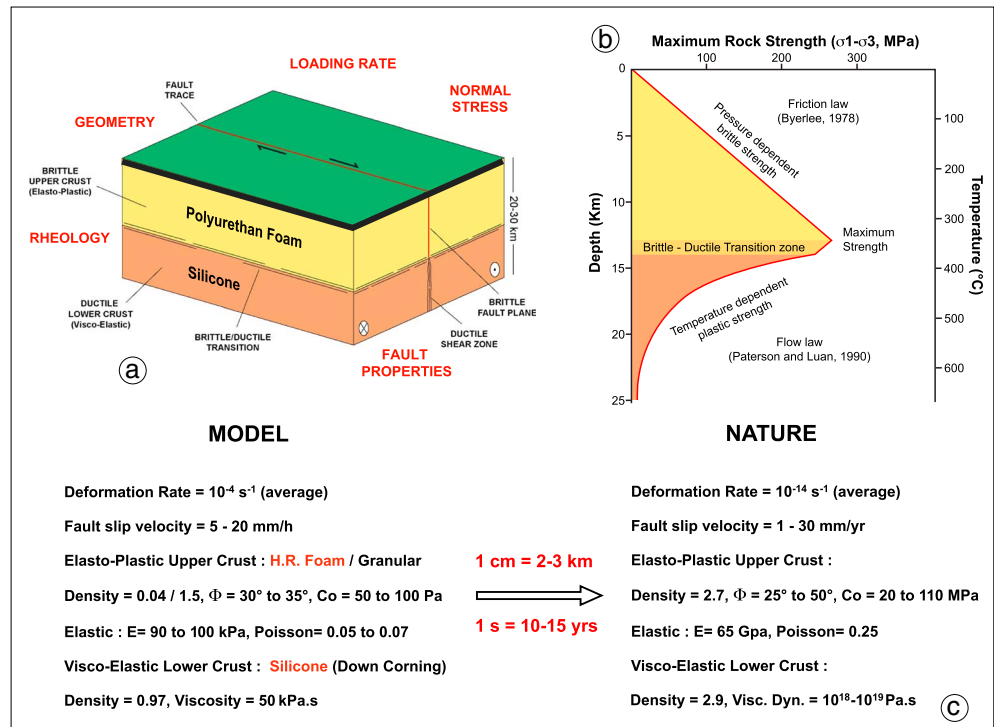 LOADING RATE
FAULT
TRACE
NORMAL
STRESS
GEOMETRY
BRITTLE
UPPER CRUST
(Elasto-Plastic)
Polyurethan Foam
20-30 km
RHEOLOGY
Silicone
DUCTILE
LOWER CRUST
(Visco-Elastic)
BRITTLE/DUCTILE
TRANSITION
BRITTLE
FAULT PLANE
DUCTILE
SHEAR ZONE
FAULT
PROPERTIES
a
b
Maximum Rock Strength (σ1-σ3, MPa)
0
100
200
300
5
10
15
20
25
Depth (Km)
Friction law
(Byerlee, 1978)
Pressure dependent
brittle strength
Brittle - Ductile Transition zone
Maximum
Strength
Temperature dependent
plastic strength
Flow law
(Paterson and Luan, 1990)
100
200
300
400
500
600
Temperature (°C)
MODEL
Deformation Rate = 10⁻⁴ s⁻¹ (average)
Fault slip velocity = 5 - 20 mm/h
Elasto-Plastic Upper Crust : H.R. Foam / Granular
Density = 0.04 / 1.5, Φ = 30° to 35°, Co = 50 to 100 Pa
Elastic : E= 90 to 100 kPa, Poisson= 0.05 to 0.07
Visco-Elastic Lower Crust : Silicone (Down Corning)
Density = 0.97, Viscosity = 50 kPa.s
1 cm = 2-3 km
1 s = 10-15 yrs
NATURE
Deformation Rate = 10⁻¹⁴ s⁻¹ (average)
Fault slip velocity = 1 - 30 mm/yr
Elasto-Plastic Upper Crust :
Density = 2.7, Φ = 25° to 50°, Co = 20 to 110 MPa
Elastic : E= 65 Gpa, Poisson= 0.25
Visco-Elastic Lower Crust :
Density = 2.9, Visc. Dyn. = 10¹⁸-10¹⁹ Pa.s
c